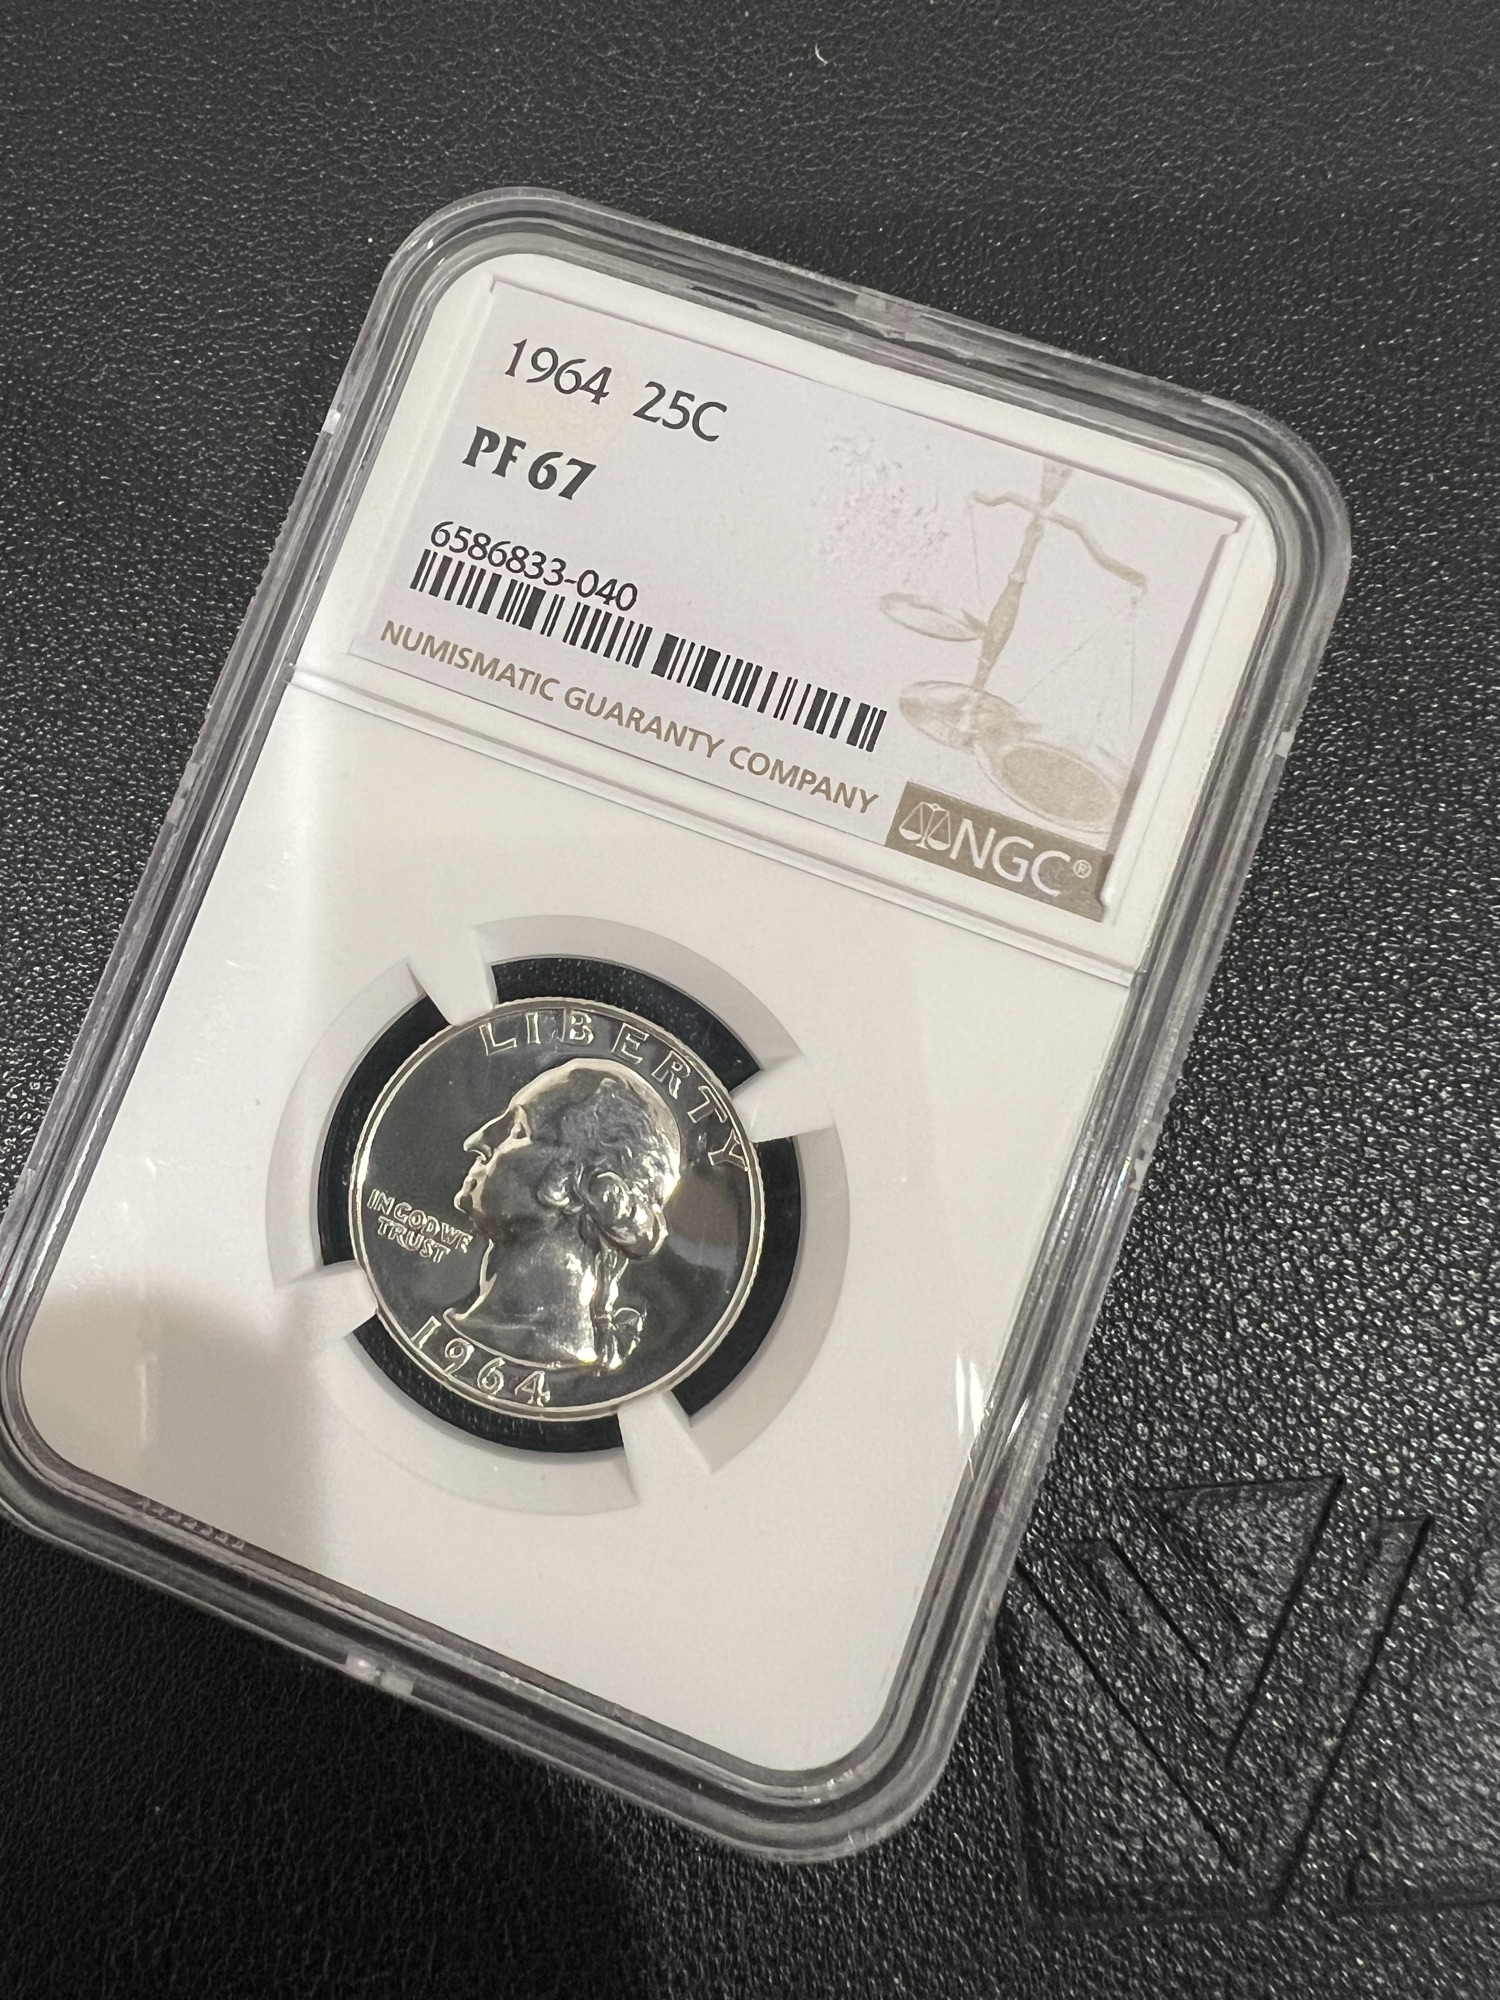 1964 25C
PF 67
6586833-040
NUMISMATIC GUARANTY COMPANY
NGC®
LIBERTY
IN GOD WE
TRUST
1964